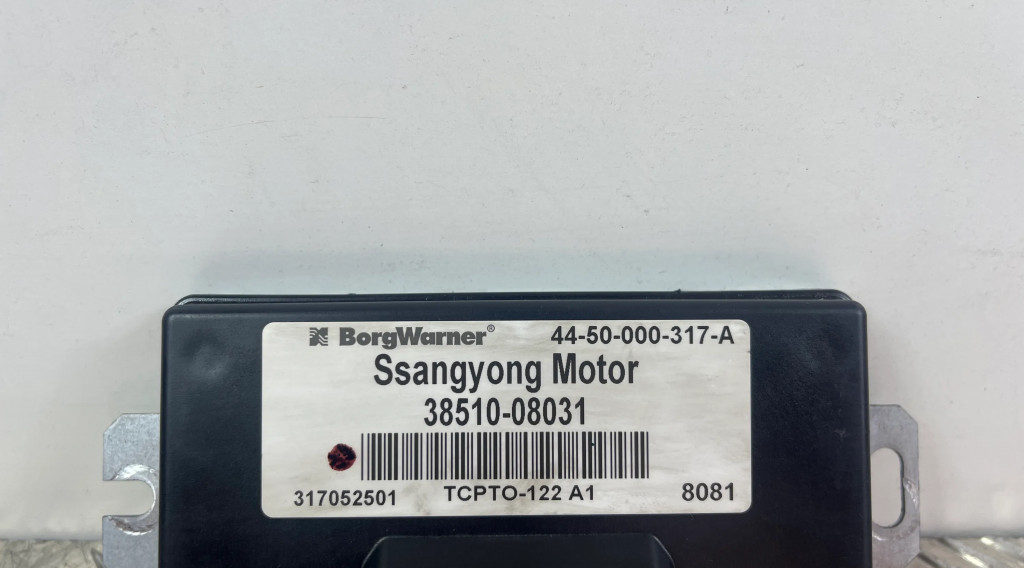 BorgWarner® 44-50-000-317-A
Ssangyong Motor
38510-08031
317052501 TCPTO-122 A1 8081